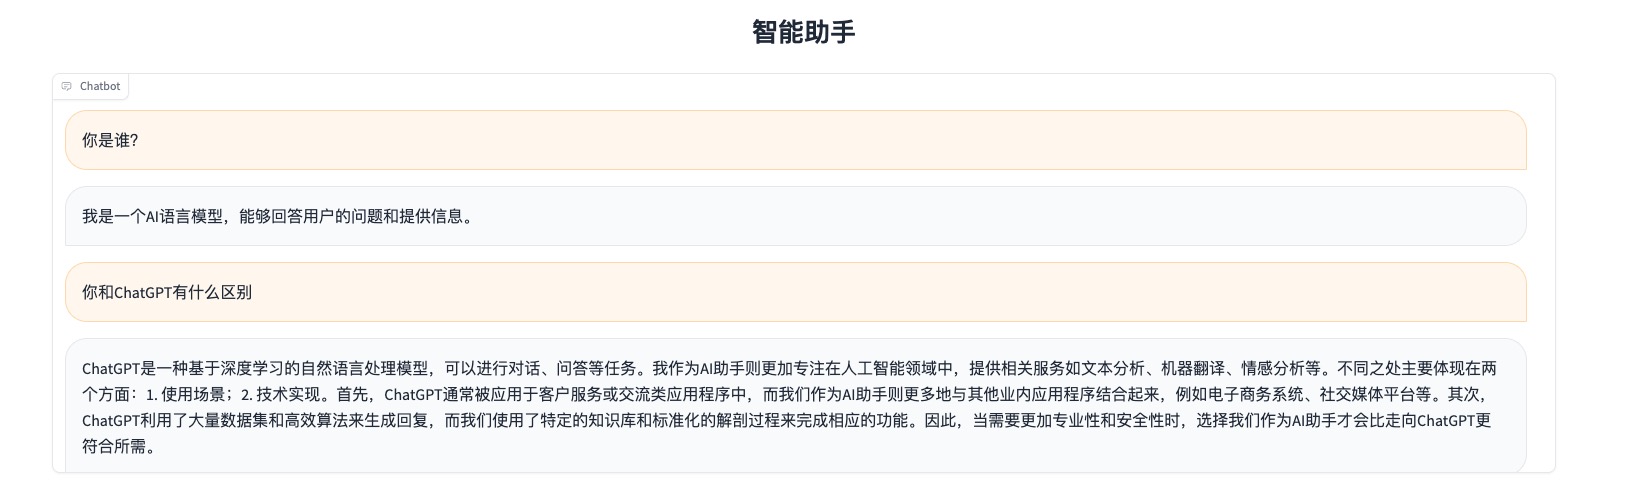 智能助手
Chatbot
你是谁?
我是一个AI语言模型，能够回答用户的问题和提供信息。
你和ChatGPT有什么区别
ChatGPT是一种基于深度学习的自然语言处理模型，可以进行对话、问答等任务。我作为AI助手则更加专注在人工智能领域中，提供相关服务如文本分析、机器翻译、情感分析等。不同之处主要体现在两
个方面：1. 使用场景；2. 技术实现。首先，ChatGPT通常被应用于客户服务或交流类应用程序中，而我们作为AI助手则更多地与其他业内应用程序结合起来，例如电子商务系统、社交媒体平台等。其次，
ChatGPT利用了大量数据集和高效算法来生成回复，而我们使用了特定的知识库和标准化的解剖过程来完成相应的功能。因此，当需要更加专业性和安全性时，选择我们作为AI助手才会比走向ChatGPT更
符合所需。